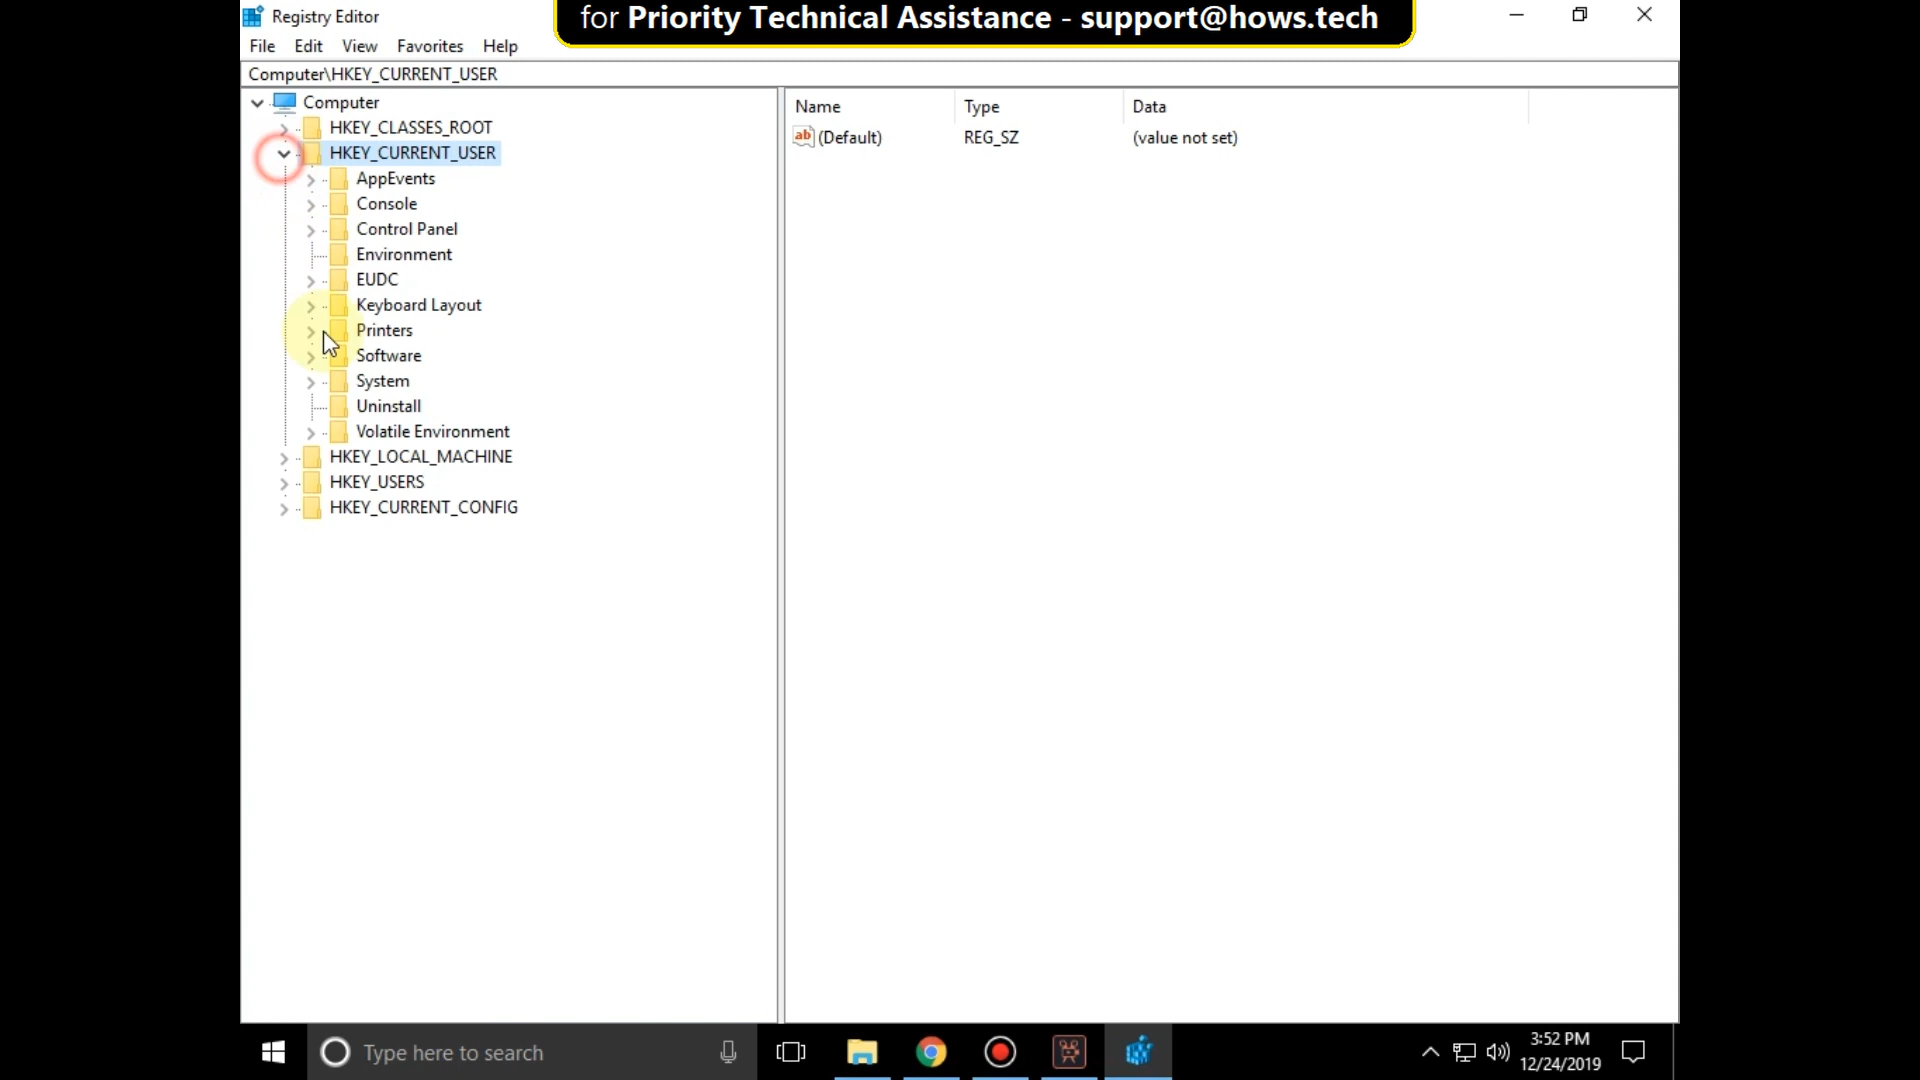 Registry Editor
for Priority Technical Assistance - support@hows.tech
File Edit View Favorites Help
Computer\HKEY_CURRENT_USER
Computer
HKEY_CLASSES_ROOT
HKEY_CURRENT_USER
AppEvents
Console
Control Panel
Environment
EUDC
Keyboard Layout
Printers
Software
System
Uninstall
Volatile Environment
HKEY_LOCAL_MACHINE
HKEY_USERS
HKEY_CURRENT_CONFIG
Name Type Data
ab (Default) REG_SZ (value not set)
Type here to search
3:52 PM
12/24/2019